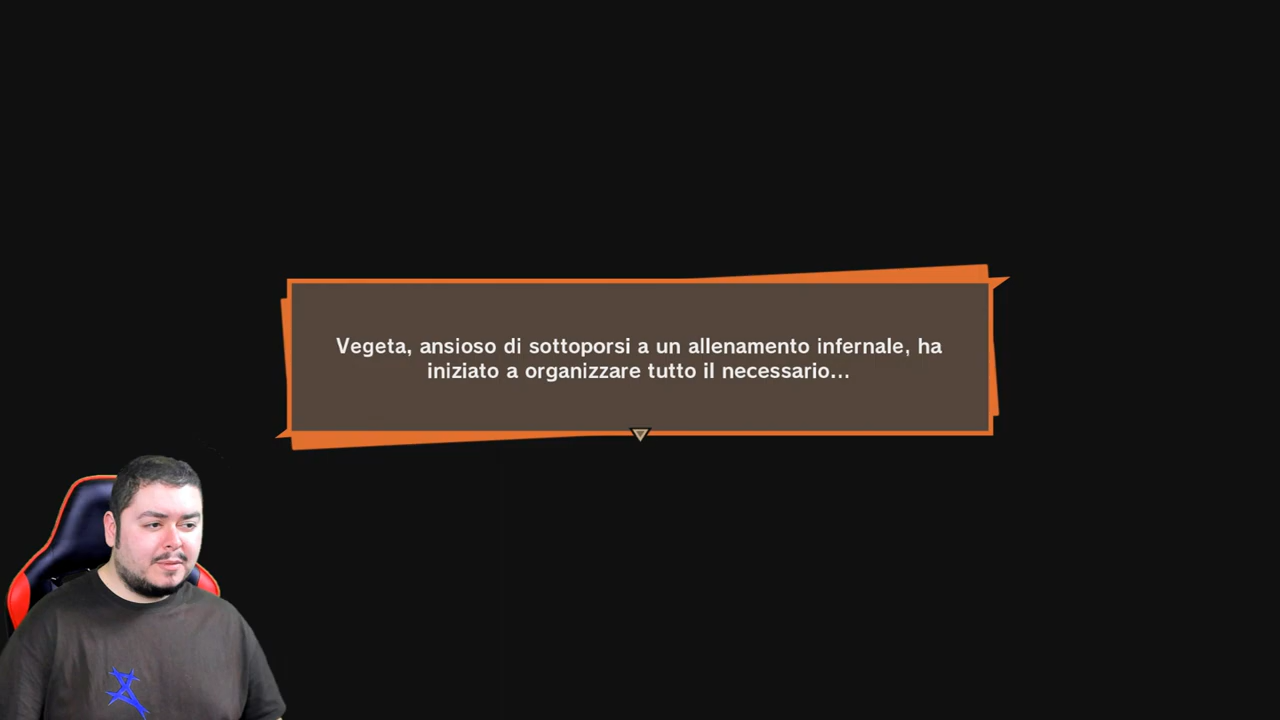 Vegeta, ansioso di sottoporsi a un allenamento infernale, ha
iniziato a organizzare tutto il necessario...